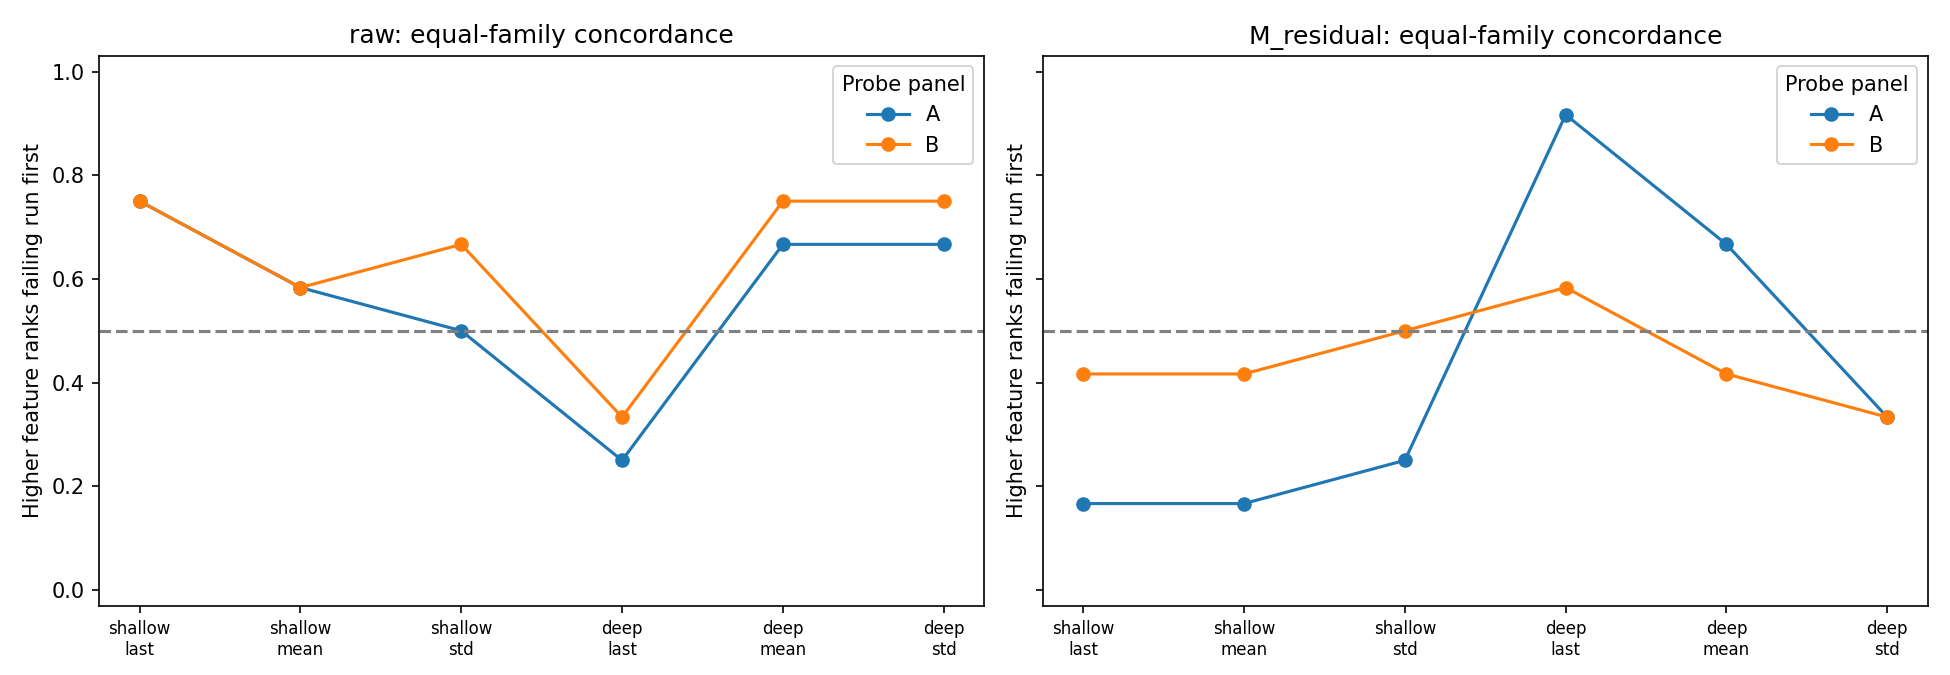 raw: equal-family concordance
Higher feature ranks failing run first
1.0
0.8
0.6
0.4
0.2
0.0
Probe panel
A
B
shallow
last
shallow
mean
shallow
std
deep
last
deep
mean
deep
std
M_residual: equal-family concordance
Higher feature ranks failing run first
Probe panel
A
B
shallow
last
shallow
mean
shallow
std
deep
last
deep
mean
deep
std